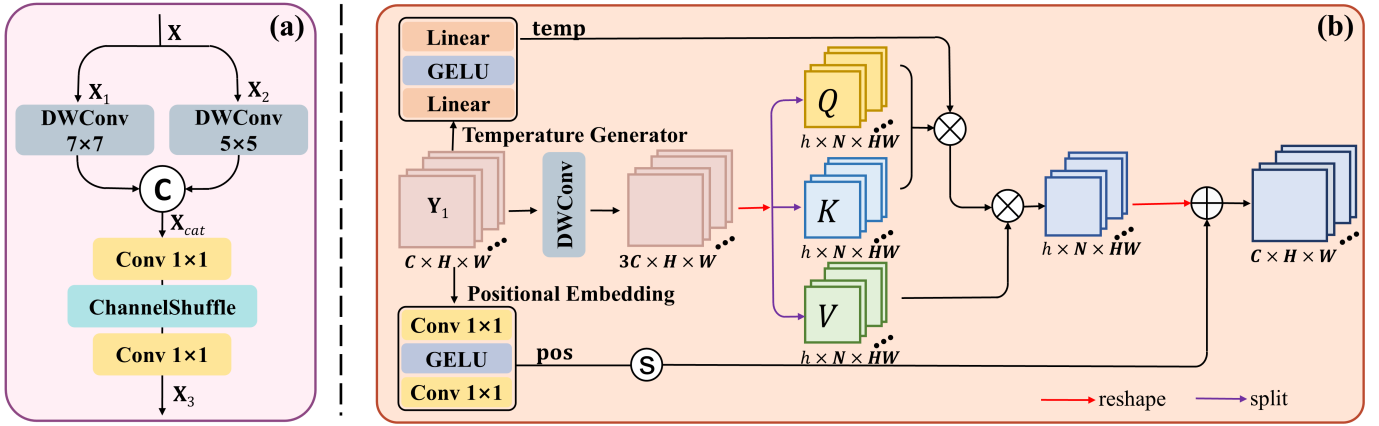 (a)
X
X1
X2
DWConv
7×7
DWConv
5×5
C
Xcat
Conv 1×1
ChannelShuffle
Conv 1×1
X3
(b)
Linear
GELU
Linear
temp
Temperature Generator
Y1
C × H × W
DWConv
3C × H × W
Q
h × N × HW
K
h × N × HW
V
h × N × HW
h × N × HW
C × H × W
Positional Embedding
Conv 1×1
GELU
Conv 1×1
pos
S
reshape
split